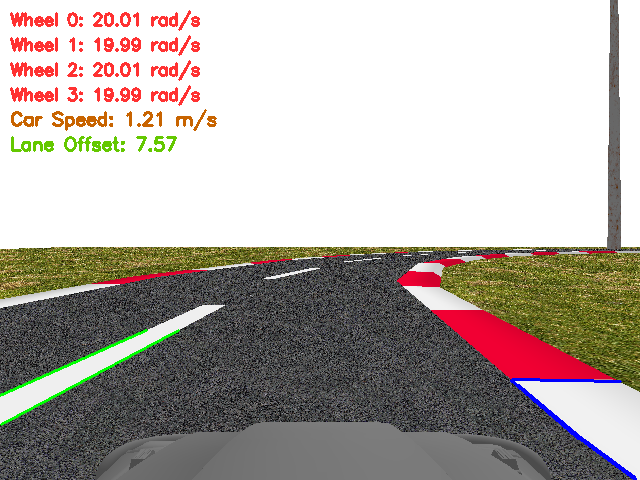 Wheel 0: 20.01 rad/s
Wheel 1: 19.99 rad/s
Wheel 2: 20.01 rad/s
Wheel 3: 19.99 rad/s
Car Speed: 1.21 m/s
Lane Offset: 7.57